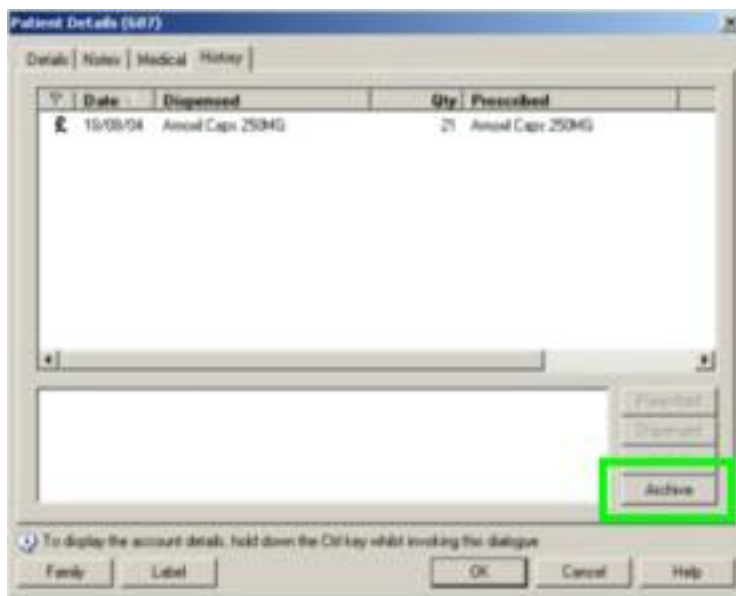 Patient Details (607)
Details Notes Medical History
Date Dispensed Qty Prescribed
£ 18/08/04 Amoxil Caps 250MG 21 Amoxil Caps 250MG
Prescribed
Dispensed
Archive
To display the account details, hold down the Ctrl key whilst invoking this dialogue
Family Label OK Cancel Help